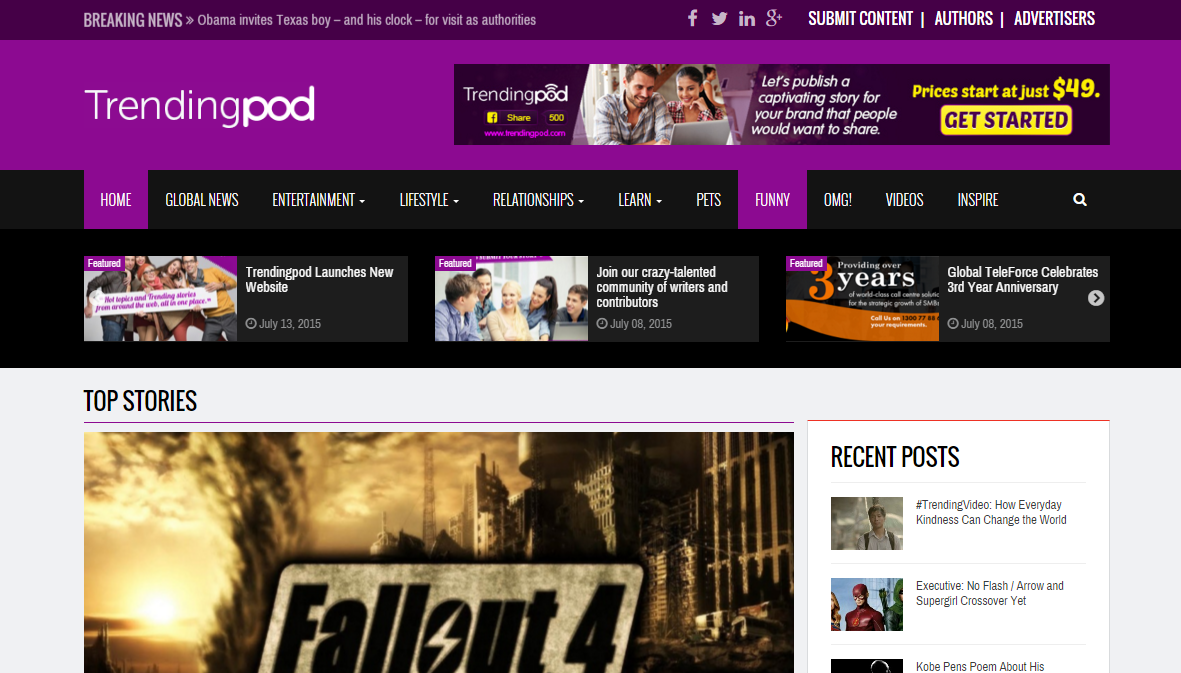 BREAKING NEWS » Obama invites Texas boy – and his clock – for visit as authorities
SUBMIT CONTENT | AUTHORS | ADVERTISERS
Trendingpod
Trendingpod
Share 500
www.trendingpod.com
Let's publish a
captivating story for
your brand that people
would want to share.
Prices start at just $49.
GET STARTED
HOME GLOBAL NEWS ENTERTAINMENT LIFESTYLE RELATIONSHIPS LEARN PETS FUNNY OMG! VIDEOS INSPIRE
Featured
Hot topics and Trending stories
from around the web, all in one place.
Trendingpod Launches New
Website
July 13, 2015
Featured
Join our crazy-talented
community of writers and
contributors
July 08, 2015
Featured
Providing over
3 years
of world-class call centre
for the strategic growth of SMB
Call Us on 1300 77 88
your requirements.
Global TeleForce Celebrates
3rd Year Anniversary
July 08, 2015
TOP STORIES
Fallout 4
RECENT POSTS
#TrendingVideo: How Everyday
Kindness Can Change the World
Executive: No Flash / Arrow and
Supergirl Crossover Yet
Kobe Pens Poem About His